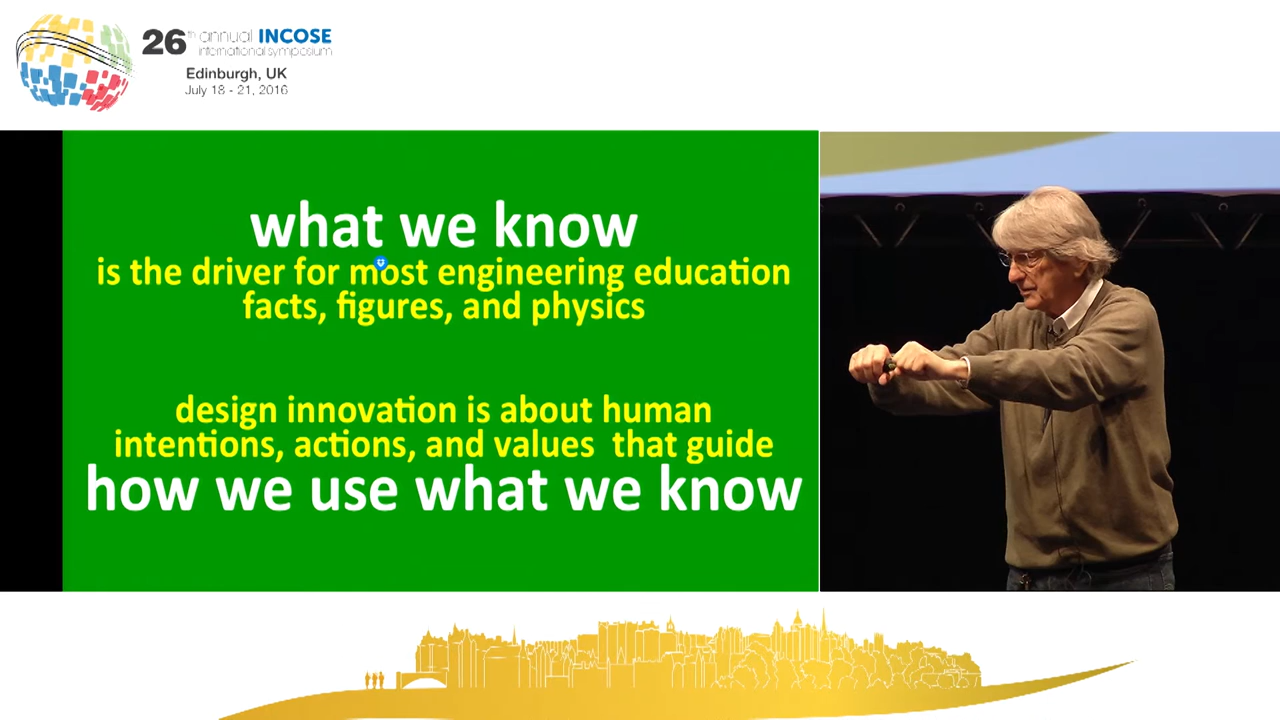 26th annual INCOSE
international symposium
Edinburgh, UK
July 18 - 21, 2016
what we know
is the driver for most engineering education
facts, figures, and physics
design innovation is about human
intentions, actions, and values that guide
how we use what we know